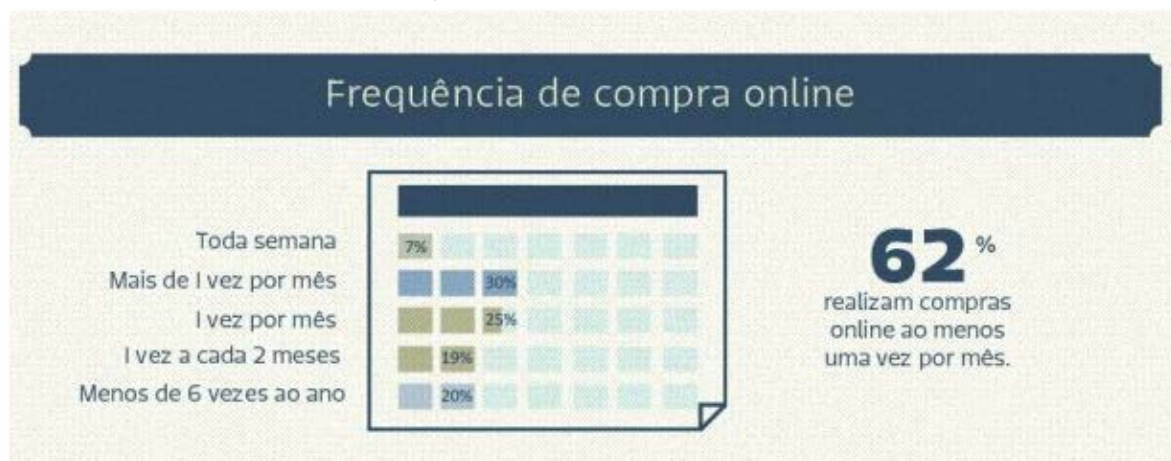 Frequência de compra online
Toda semana 7%
Mais de I vez por mês 30%
I vez por mês 25%
I vez a cada 2 meses 19%
Menos de 6 vezes ao ano 20%
62%
realizam compras
online ao menos
uma vez por mês.